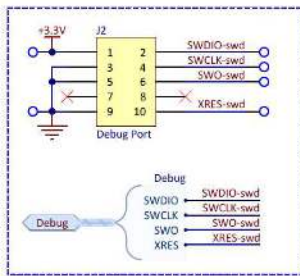 +3.3V
J2
1 2 SWDIO-swd
3 4 SWCLK-swd
5 6 SWO-swd
7 8
9 10 XRES-swd
Debug Port
Debug
SWDIO SWDIO-swd
SWCLK SWCLK-swd
Debug
SWO SWO-swd
XRES XRES-swd